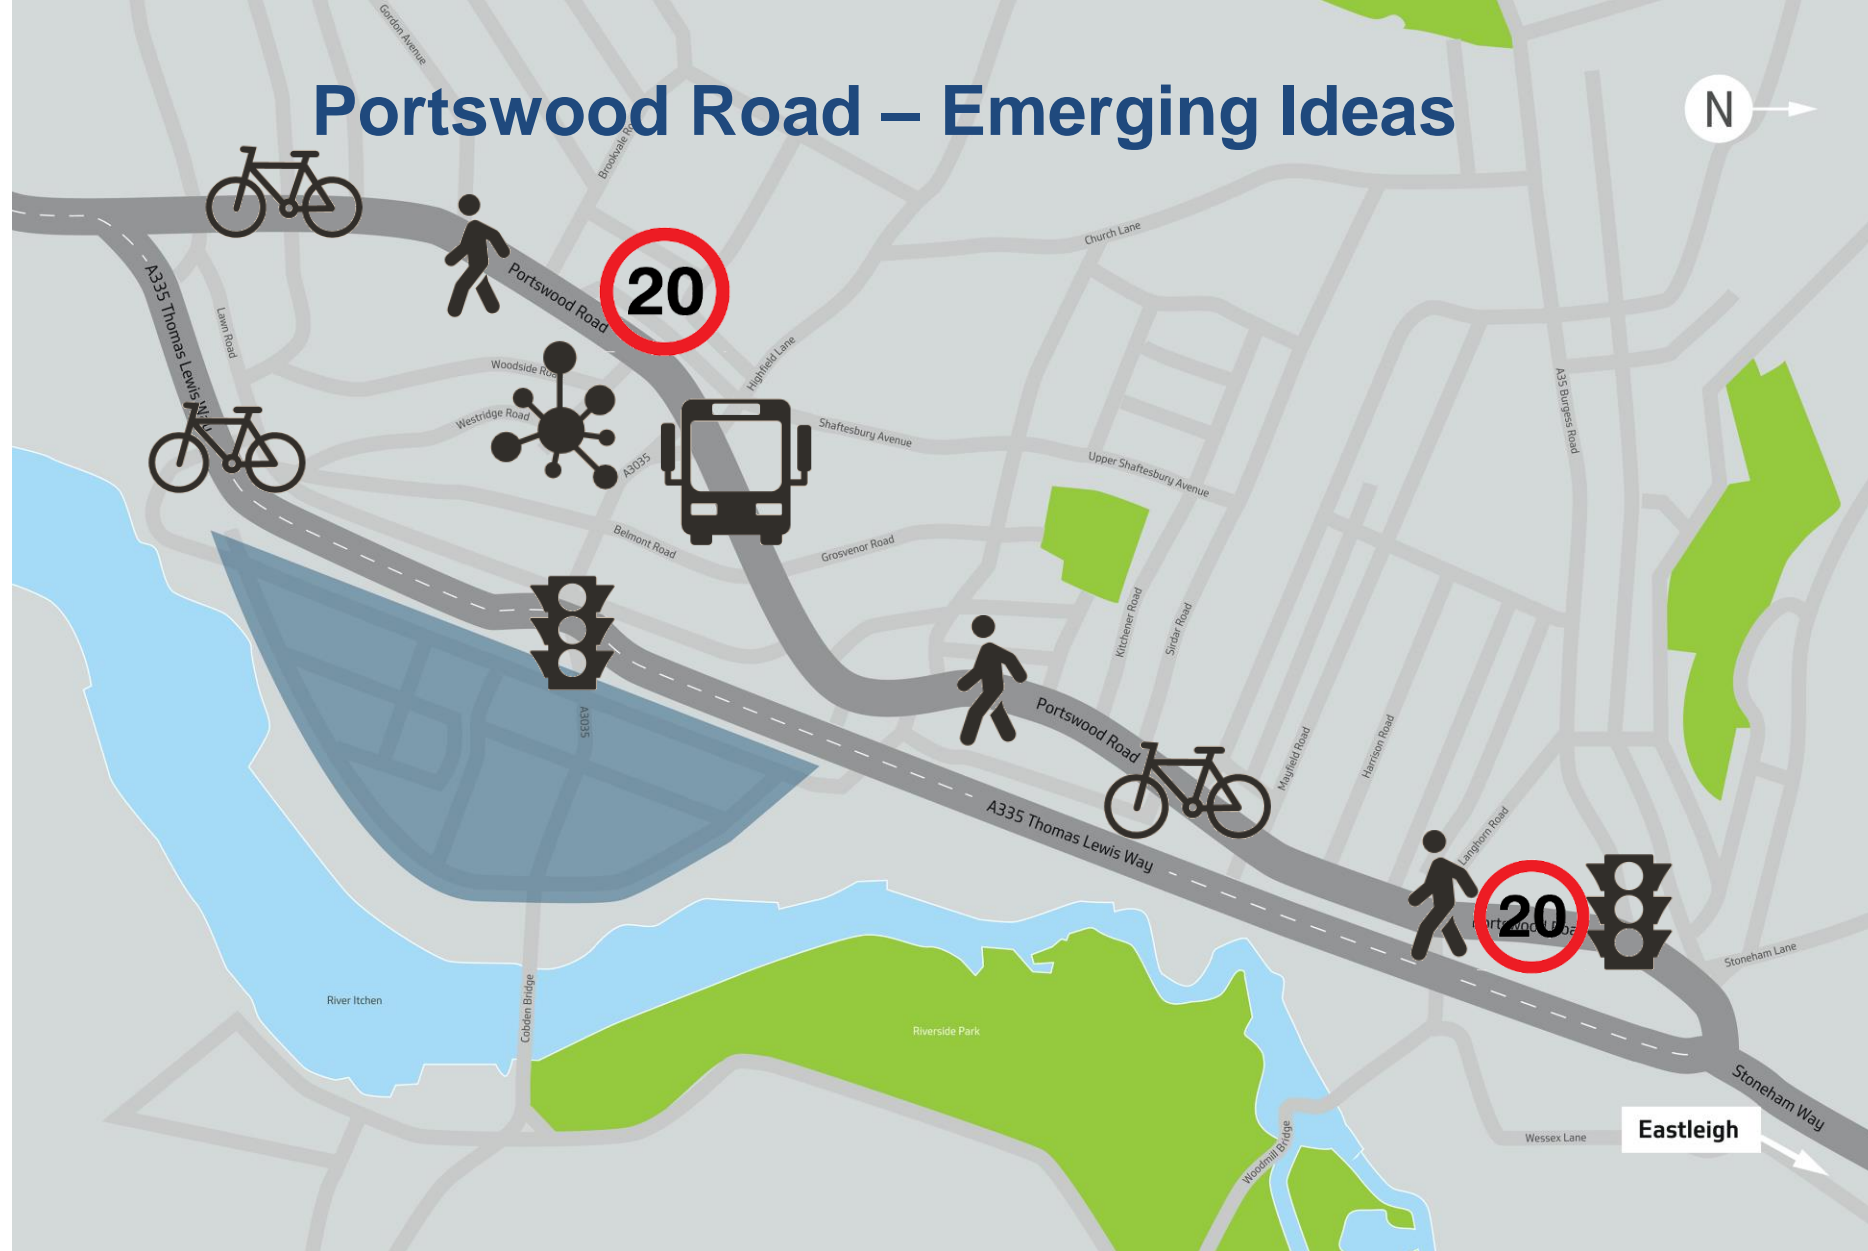 Gordon Avenue
Portswood Road – Emerging Ideas
N
Brookvale
Church Lane
Portswood Road
20
A335 Thomas Lewis Way
Lawn Road
Highfield Lane
Woodside
Westridge Road
A3035
Shaftesbury Avenue
Upper Shaftesbury Avenue
A35 Burgess Road
Belmont Road
Grosvenor Road
Kitchener Road
Sirdar Road
A3035
Portswood Road
Mayfield Road
Harrison Road
A335 Thomas Lewis Way
Langhorn Road
20
Portswood Road
Stoneham Lane
River Itchen
Cobden Bridge
Riverside Park
Stoneham Way
Woodmill Bridge
Wessex Lane
Eastleigh